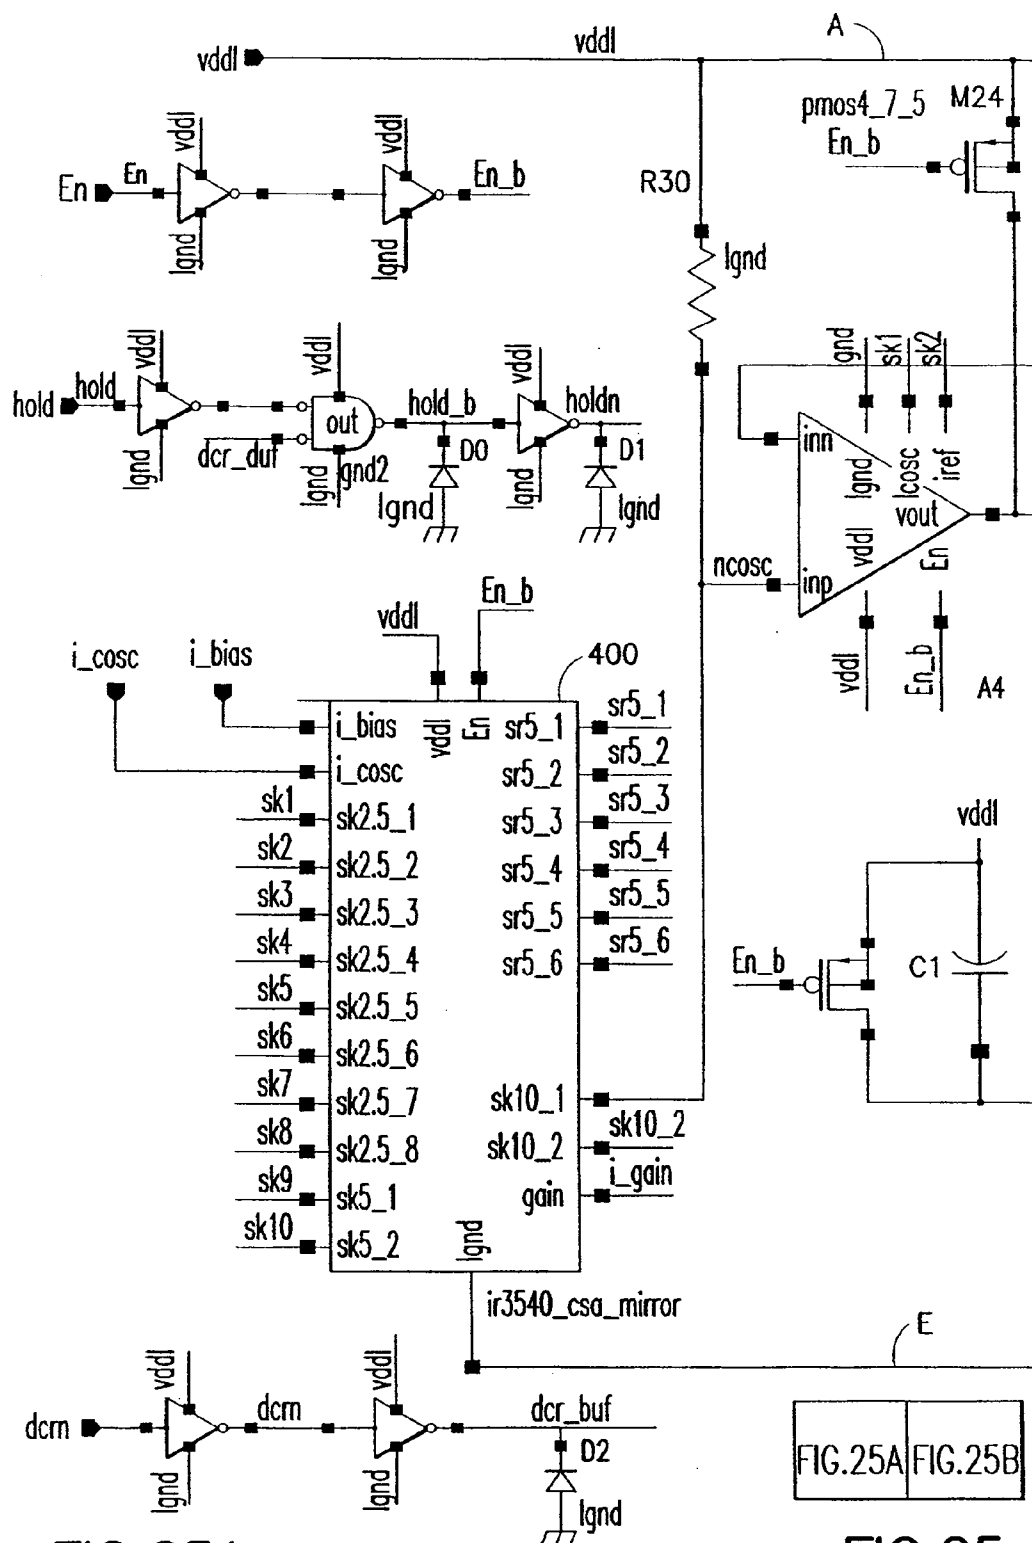 vddl
vddl
A
pmos4_7_5
M24
En_b
R30
lgnd
En
En
vddl
lgnd
vddl
lgnd
En_b
hold
hold
vddl
lgnd
dcr_duf
vddl
out
lgnd
gnd2
hold_b
D0
lgnd
vddl
lgnd
holdn
D1
lgnd
gnd
sk1
sk2
inn
lgnd
Icosc
iref
vout
ncosc
inp
vddl
En
vddl
En_b
A4
i_cosc
i_bias
vddl
En_b
400
i_bias
vddl
En
sr5_1
sr5_1
i_cosc
sr5_2
sr5_2
sk1
sk2.5_1
sr5_3
sr5_3
sk2
sk2.5_2
sr5_4
sr5_4
sk3
sk2.5_3
sr5_5
sr5_5
sk4
sk2.5_4
sr5_6
sr5_6
sk5
sk2.5_5
sk6
sk2.5_6
sk7
sk2.5_7
sk10_1
sk8
sk2.5_8
sk10_2
sk10_2
sk9
sk5_1
gain
i_gain
sk10
sk5_2
lgnd
ir3540_csa_mirror
vddl
En_b
C1
E
dcrn
vddl
lgnd
dcrn
vddl
lgnd
dcr_buf
D2
lgnd
FIG.25A
FIG.25B